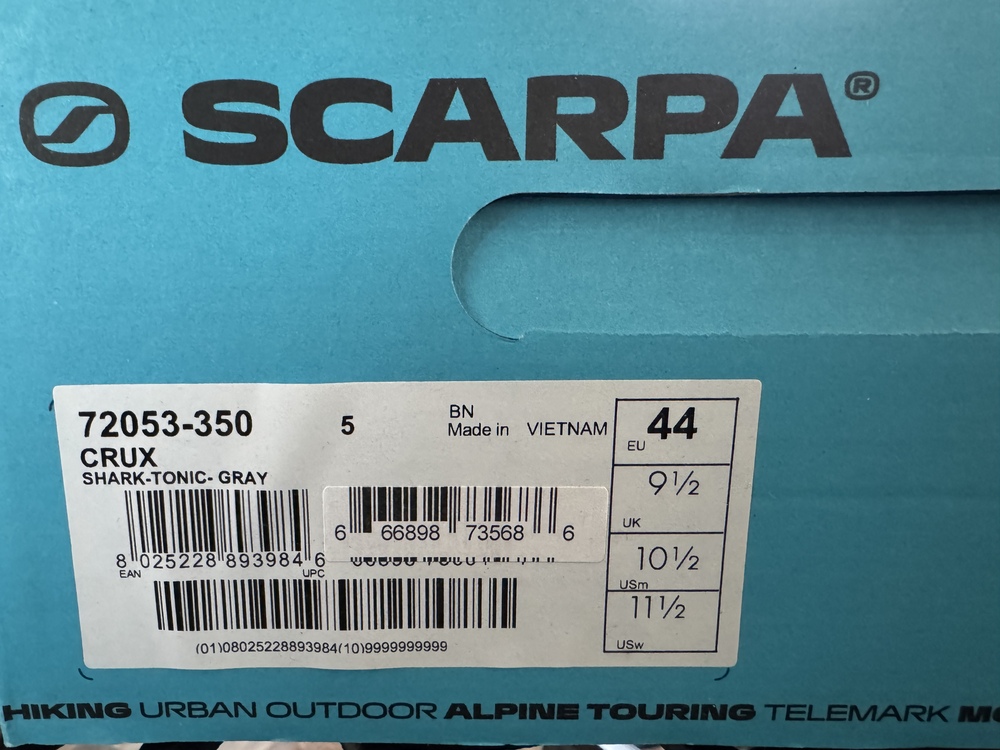 SCARPA®
72053-350
5
BN
Made in VIETNAM
CRUX
SHARK-TONIC- GRAY
EU 44
9½
UK
10½
USm
11½
USw
6 66898 73568 6
8 025228 893984 6
EAN
UPC
(01)08025228893984(10)9999999999
HIKING URBAN OUTDOOR ALPINE TOURING TELEMARK